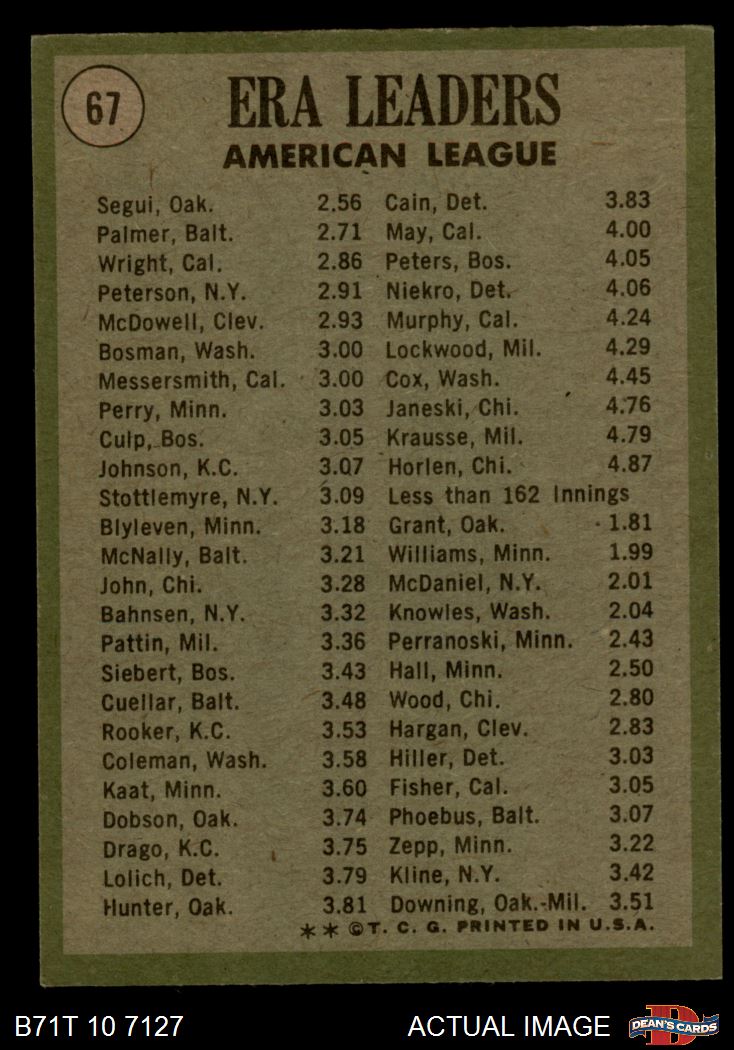 67
ERA LEADERS
AMERICAN LEAGUE
Segui, Oak. 2.56
Palmer, Balt. 2.71
Wright, Cal. 2.86
Peterson, N.Y. 2.91
McDowell, Clev. 2.93
Bosman, Wash. 3.00
Messersmith, Cal. 3.00
Perry, Minn. 3.03
Culp, Bos. 3.05
Johnson, K.C. 3.07
Stottlemyre, N.Y. 3.09
Blyleven, Minn. 3.18
McNally, Balt. 3.21
John, Chi. 3.28
Bahnsen, N.Y. 3.32
Pattin, Mil. 3.36
Siebert, Bos. 3.43
Cuellar, Balt. 3.48
Rooker, K.C. 3.53
Coleman, Wash. 3.58
Kaat, Minn. 3.60
Dobson, Oak. 3.74
Drago, K.C. 3.75
Lolich, Det. 3.79
Hunter, Oak. 3.81
Cain, Det. 3.83
May, Cal. 4.00
Peters, Bos. 4.05
Niekro, Det. 4.06
Murphy, Cal. 4.24
Lockwood, Mil. 4.29
Cox, Wash. 4.45
Janeski, Chi. 4.76
Krausse, Mil. 4.79
Horlen, Chi. 4.87
Less than 162 Innings
Grant, Oak. 1.81
Williams, Minn. 1.99
McDaniel, N.Y. 2.01
Knowles, Wash. 2.04
Perranoski, Minn. 2.43
Hall, Minn. 2.50
Wood, Chi. 2.80
Hargan, Clev. 2.83
Hiller, Det. 3.03
Fisher, Cal. 3.05
Phoebus, Balt. 3.07
Zepp, Minn. 3.22
Kline, N.Y. 3.42
Downing, Oak.-Mil. 3.51
** © T. C. G. PRINTED IN U.S.A.
B71T 10 7127
ACTUAL IMAGE
DEAN'S CARDS